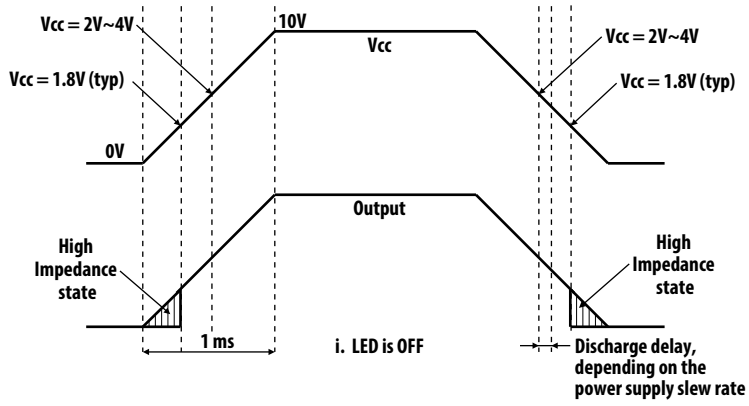 Vcc = 2V~4V
10V
Vcc
Vcc = 2V~4V
Vcc = 1.8V (typ)
Vcc = 1.8V (typ)
0V
Output
High
Impedance
state
High
Impedance
state
1 ms
i. LED is OFF
Discharge delay,
depending on the
power supply slew rate